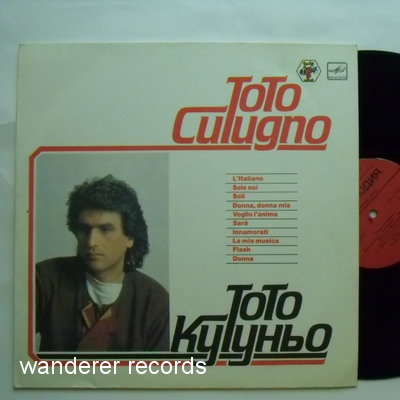 Toto
Cutugno
L'Italiano
Solo noi
Soli
Donna, donna mia
Voglio l'anima
Sarà
Innamorati
La mia musica
Flash
Donna
Тото
Кутуньо
wanderer records